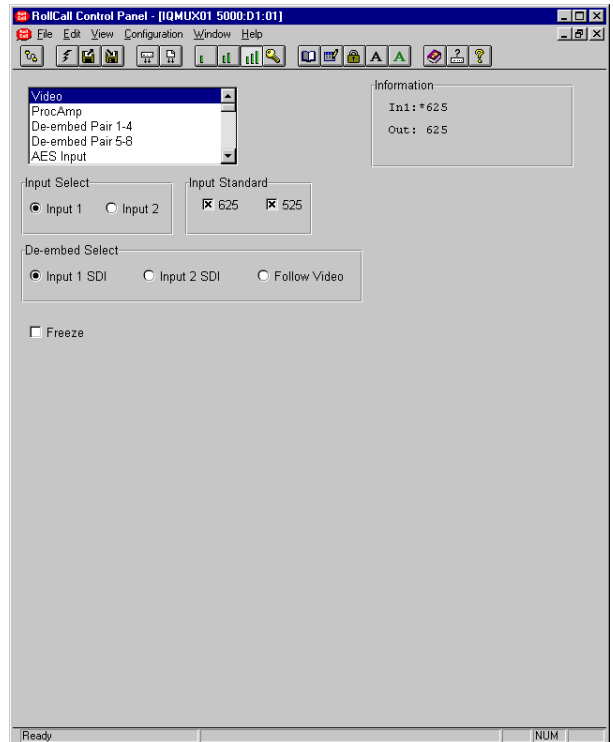 RollCall Control Panel - [IQMUX01 5000:D1:01]
File Edit View Configuration Window Help
Video
ProcAmp
De-embed Pair 1-4
De-embed Pair 5-8
AES Input
Information
In1:*625
Out: 625
Input Select
Input 1 Input 2
Input Standard
625 525
De-embed Select
Input 1 SDI Input 2 SDI Follow Video
Freeze
Ready NUM